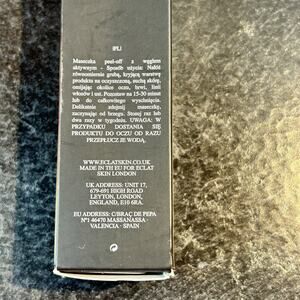 (PL)
Maseczka peel-off z węglem
aktywnym - Sposób użycia: Nałóż
równomiernie grubą, kryjącą warstwę
produktu na oczyszczoną, suchą skórę,
omijając okolice oczu, brwi, linii
włosów i ust. Pozostaw na 15-30 minut
lub do całkowitego wyschnięcia.
Delikatnie zdejmij maseczkę,
zaczynając od brzegu. Stosuj raz lub
dwa razy w tygodniu. UWAGA: W
PRZYPADKU DOSTANIA SIĘ
PRODUKTU DO OCZU OD RAZU
PRZEPŁUCZ JE WODĄ.
WWW.ECLATSKIN.CO.UK
MADE IN TH EU FOR ECLAT
SKIN LONDON
UK ADDRESS: UNIT 17,
679-691 HIGH ROAD
LEYTON, LONDON,
ENGLAND, E10 6RA.
EU ADDRESS: C/BRAÇ DE PEPA
Nº1 46470 MASSANASSA -
VALENCIA - SPAIN